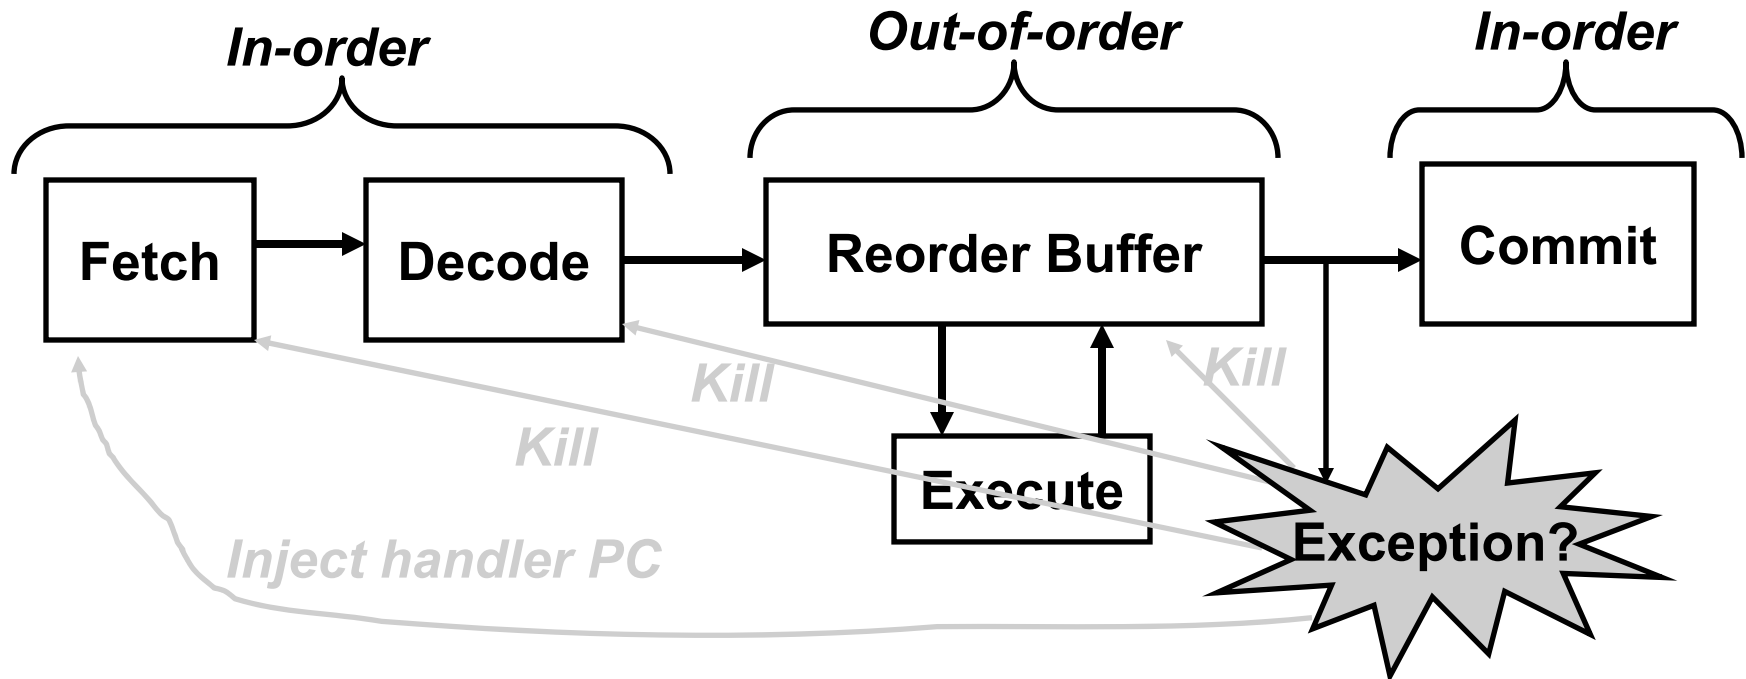 In-order
Out-of-order
In-order
Fetch
Decode
Reorder Buffer
Commit
Kill
Kill
Kill
Execute
Inject handler PC
Exception?